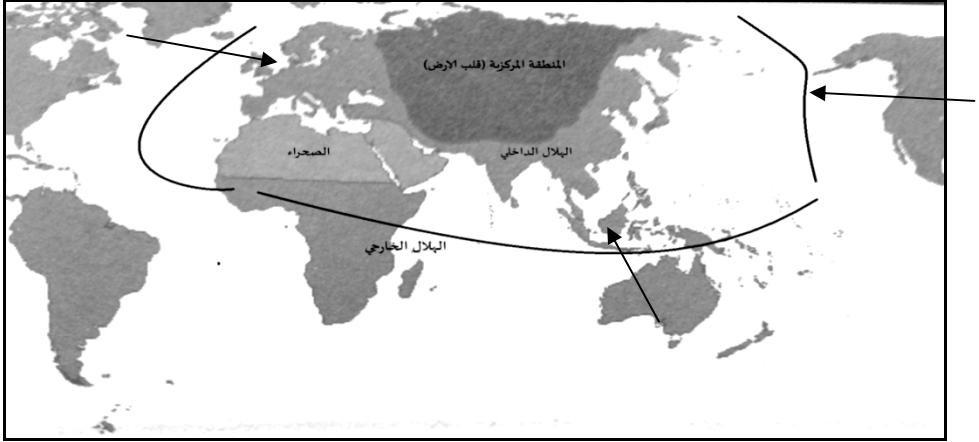 المنطقة المركزية (قلب الارض)
الصحراء
الهلال الداخلي
الهلال الخارجي